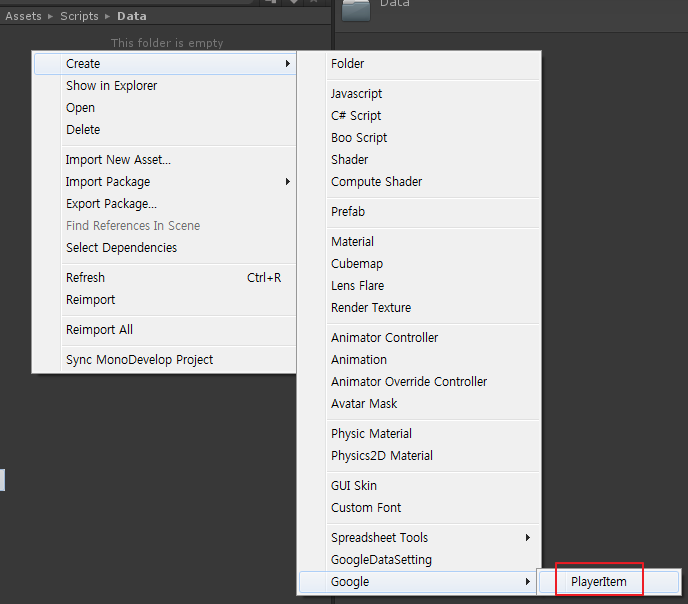 Assets ▸ Scripts ▸ Data
Data
This folder is empty
Create
Show in Explorer
Open
Delete
Import New Asset...
Import Package
Export Package...
Find References In Scene
Select Dependencies
Refresh Ctrl+R
Reimport
Reimport All
Sync MonoDevelop Project
Folder
Javascript
C# Script
Boo Script
Shader
Compute Shader
Prefab
Material
Cubemap
Lens Flare
Render Texture
Animator Controller
Animation
Animator Override Controller
Avatar Mask
Physic Material
Physics2D Material
GUI Skin
Custom Font
Spreadsheet Tools
GoogleDataSetting
Google
PlayerItem